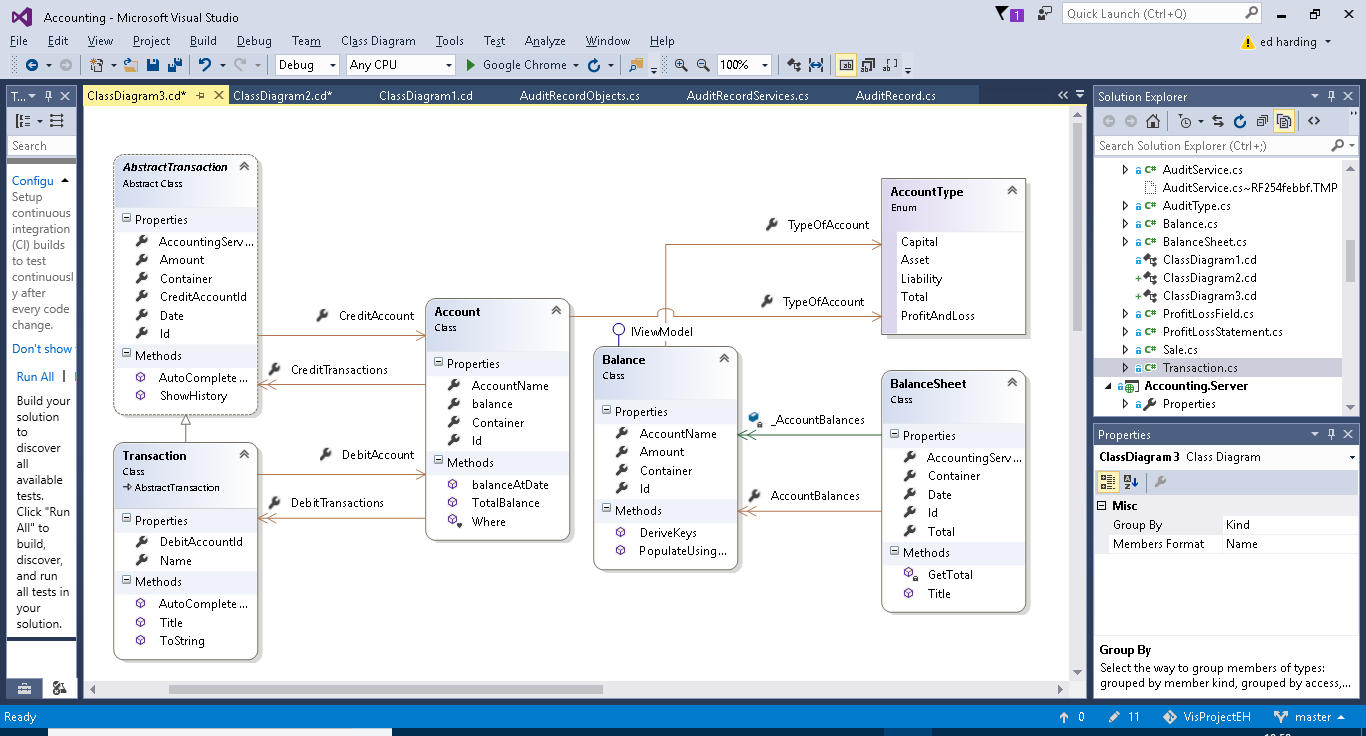 Accounting - Microsoft Visual Studio
1
Quick Launch (Ctrl+Q)
File Edit View Project Build Debug Team Class Diagram Tools Test Analyze Window Help
ed harding
Debug Any CPU Google Chrome 100%
T...
ClassDiagram3.cd* ClassDiagram2.cd* ClassDiagram1.cd AuditRecordObjects.cs AuditRecordServices.cs AuditRecord.cs
Search
Configu
Setup
continuous
integration
(CI) builds
to test
continuousl
y after
every code
change.
Don't show
Run All
Build your
solution
to
discover
all
available
tests.
Click "Run
All" to
build,
discover,
and run
all tests in
your
solution.
AbstractTransaction
Abstract Class
Properties
AccountingServ...
Amount
Container
CreditAccountId
Date
Id
Methods
AutoComplete...
ShowHistory
Transaction
Class
AbstractTransaction
Properties
DebitAccountId
Name
Methods
AutoComplete...
Title
ToString
CreditAccount
CreditTransactions
DebitAccount
DebitTransactions
Account
Class
Properties
AccountName
balance
Container
Id
Methods
balanceAtDate
TotalBalance
Where
TypeOfAccount
TypeOfAccount
IViewModel
Balance
Class
Properties
AccountName
Amount
Container
Id
Methods
DeriveKeys
PopulateUsing...
_AccountBalances
AccountBalances
AccountType
Enum
Capital
Asset
Liability
Total
ProfitAndLoss
BalanceSheet
Class
Properties
AccountingServ...
Container
Date
Id
Total
Methods
GetTotal
Title
Solution Explorer
Search Solution Explorer (Ctrl+;)
C# AuditService.cs
AuditService.cs~RF254febbf.TMP
C# AuditType.cs
C# Balance.cs
C# BalanceSheet.cs
ClassDiagram1.cd
ClassDiagram2.cd
ClassDiagram3.cd
C# ProfitLossField.cs
C# ProfitLossStatement.cs
C# Sale.cs
C# Transaction.cs
Accounting.Server
Properties
Properties
ClassDiagram3 Class Diagram
Misc
Group By Kind
Members Format Name
Group By
Select the way to group members of types:
grouped by member kind, grouped by access,...
Ready
0 11 VisProjectEH master